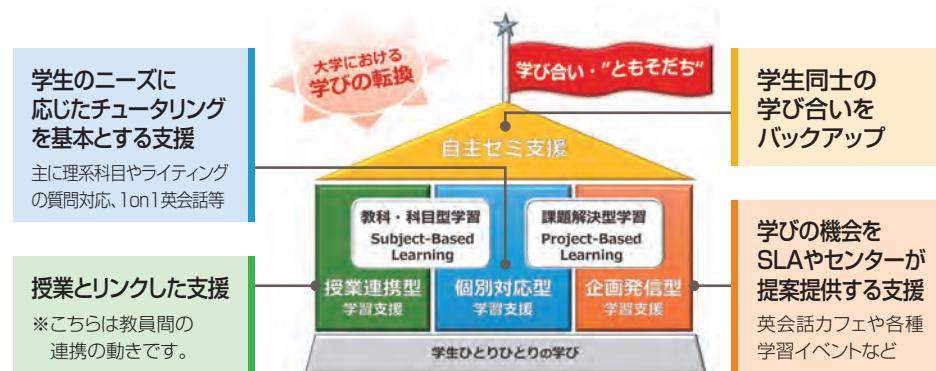 学生のニーズに
応じたチュータリング
を基本とする支援
主に理系科目やライティング
の質問対応、1on1英会話等
授業とリンクした支援
※こちらは教員間の
連携の動きです。
大学における
学びの転換
学び合い・"ともそだち"
自主ゼミ支援
教科・科目型学習
Subject-Based
Learning
課題解決型学習
Project-Based
Learning
授業連携型
学習支援
個別対応型
学習支援
企画発信型
学習支援
学生ひとりひとりの学び
学生同士の
学び合いを
バックアップ
学びの機会を
SLAやセンターが
提案提供する支援
英会話カフェや各種
学習イベントなど